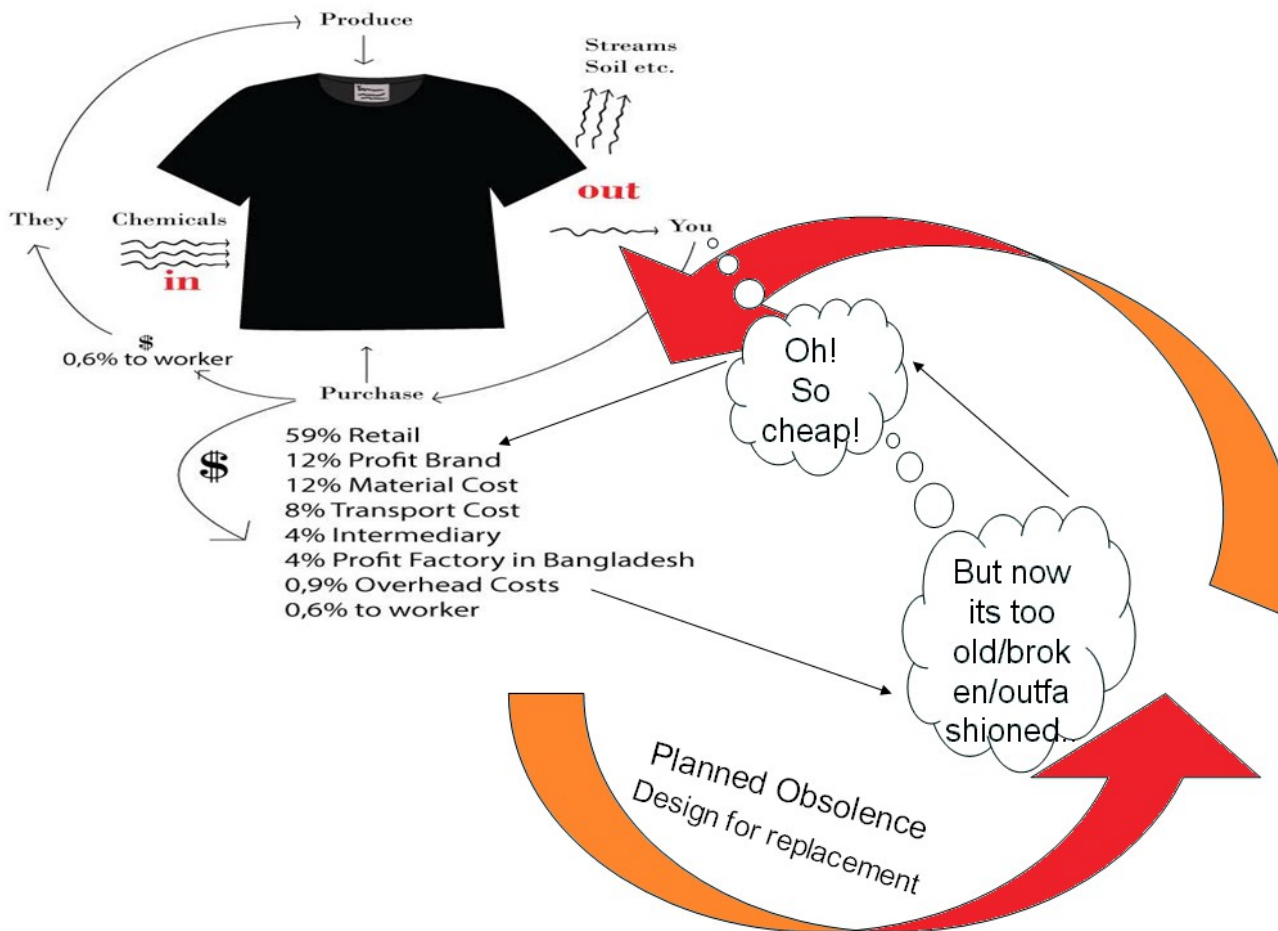 Produce
Streams
Soil etc.
out
They
Chemicals
in
You
$
0,6% to worker
Purchase
$
59% Retail
12% Profit Brand
12% Material Cost
8% Transport Cost
4% Intermediary
4% Profit Factory in Bangladesh
0,9% Overhead Costs
0,6% to worker
Oh!
So
cheap!
But now
its too
old/brok
en/outfa
shioned..
Planned Obsolence
Design for replacement